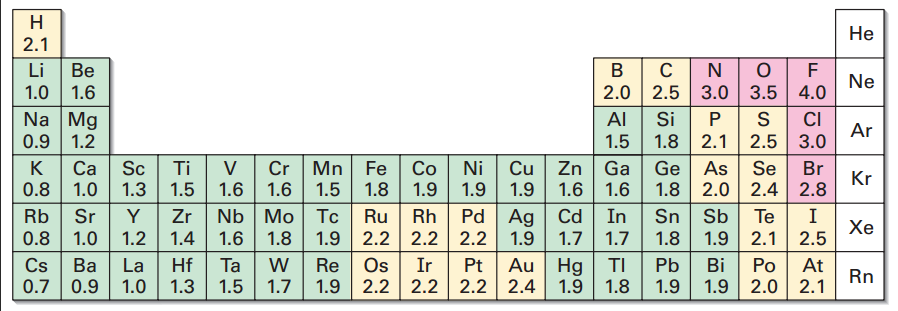 H
2.1
He
Li Be B C N O F Ne
1.0 1.6 2.0 2.5 3.0 3.5 4.0
Na Mg Al Si P S Cl Ar
0.9 1.2 1.5 1.8 2.1 2.5 3.0
K Ca Sc Ti V Cr Mn Fe Co Ni Cu Zn Ga Ge As Se Br Kr
0.8 1.0 1.3 1.5 1.6 1.6 1.5 1.8 1.9 1.9 1.9 1.6 1.6 1.8 2.0 2.4 2.8
Rb Sr Y Zr Nb Mo Tc Ru Rh Pd Ag Cd In Sn Sb Te I Xe
0.8 1.0 1.2 1.4 1.6 1.8 1.9 2.2 2.2 2.2 1.9 1.7 1.7 1.8 1.9 2.1 2.5
Cs Ba La Hf Ta W Re Os Ir Pt Au Hg Tl Pb Bi Po At Rn
0.7 0.9 1.0 1.3 1.5 1.7 1.9 2.2 2.2 2.2 2.4 1.9 1.8 1.9 1.9 2.0 2.1